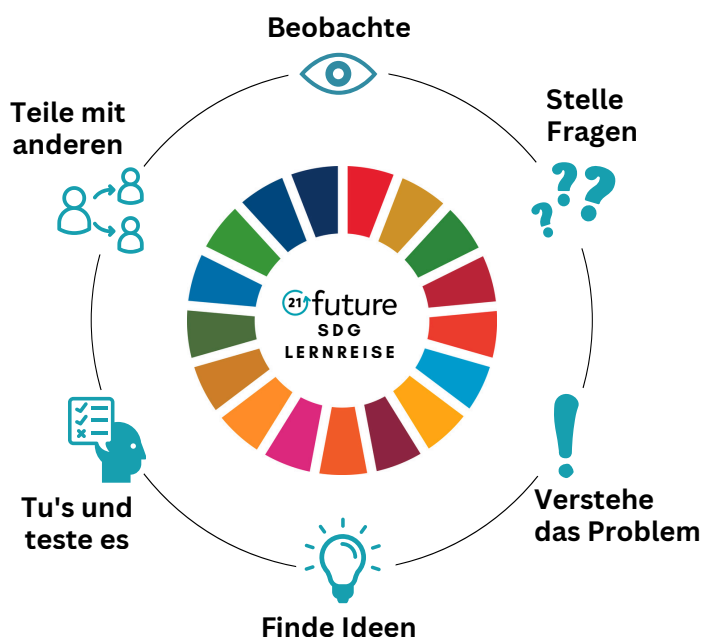 Beobachte
Stelle
Fragen
Verstehe
das Problem
Finde Ideen
Tu's und
teste es
Teile mit
anderen
21 future
SDG
LERNREISE